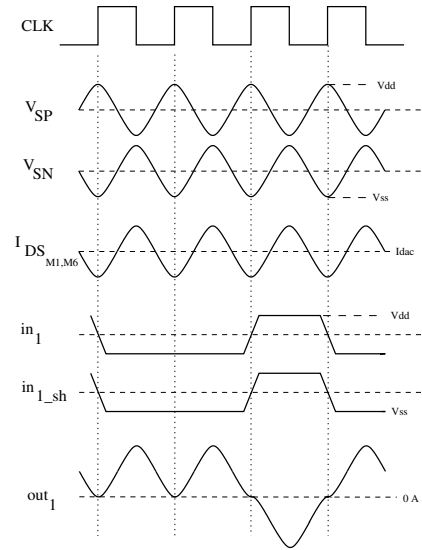 CLK
Vdd
V SP
V SN
Vss
I DS M1,M6
Idac
Vdd
in 1
in 1_sh
Vss
out 1
0 A